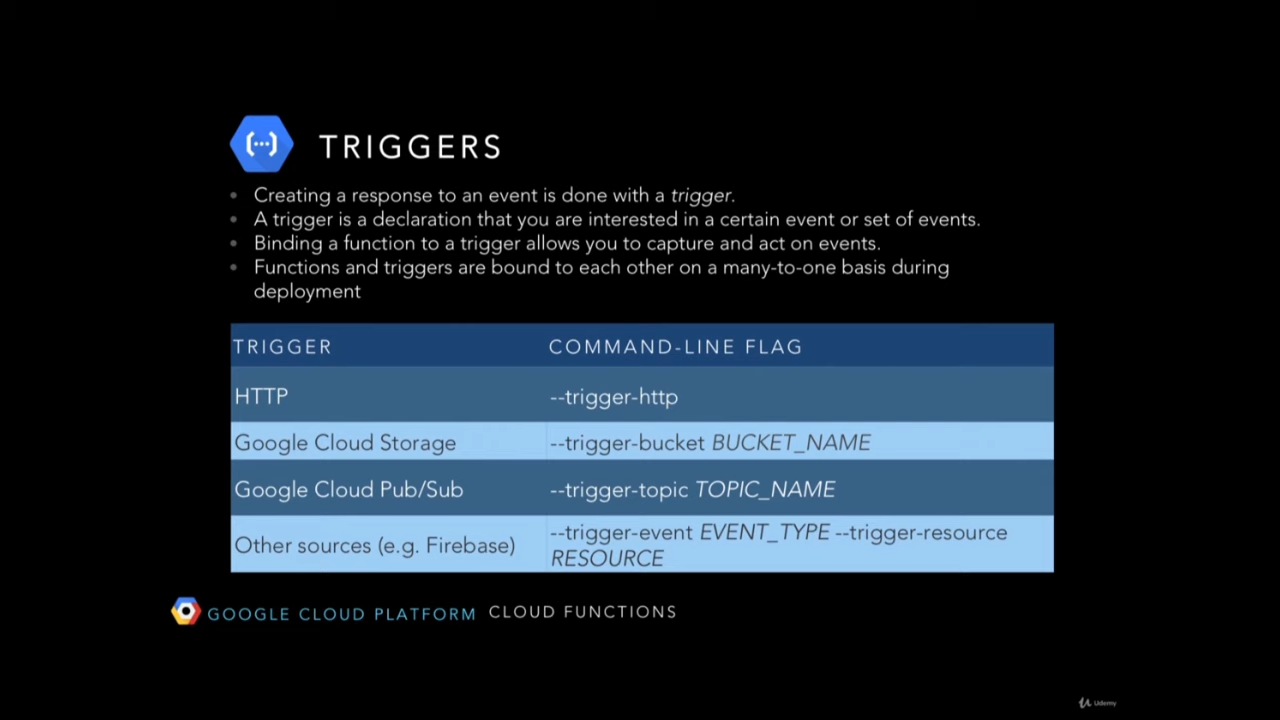 TRIGGERS
• Creating a response to an event is done with a trigger.
• A trigger is a declaration that you are interested in a certain event or set of events.
• Binding a function to a trigger allows you to capture and act on events.
• Functions and triggers are bound to each other on a many-to-one basis during
deployment
TRIGGER COMMAND-LINE FLAG
HTTP --trigger-http
Google Cloud Storage --trigger-bucket BUCKET_NAME
Google Cloud Pub/Sub --trigger-topic TOPIC_NAME
Other sources (e.g. Firebase) --trigger-event EVENT_TYPE --trigger-resource
RESOURCE
GOOGLE CLOUD PLATFORM CLOUD FUNCTIONS
Udemy